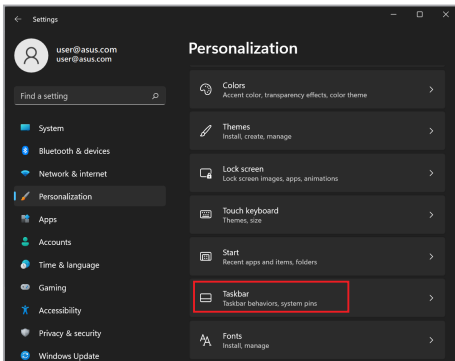 Settings
user@asus.com
user@asus.com
Find a setting
System
Bluetooth & devices
Network & internet
Personalization
Apps
Accounts
Time & language
Gaming
Accessibility
Privacy & security
Windows Update
Personalization
Colors
Accent color, transparency effects, color theme
Themes
Install, create, manage
Lock screen
Lock screen images, apps, animations
Touch keyboard
Themes, size
Start
Recent apps and items, folders
Taskbar
Taskbar behaviors, system pins
Fonts
Install, manage